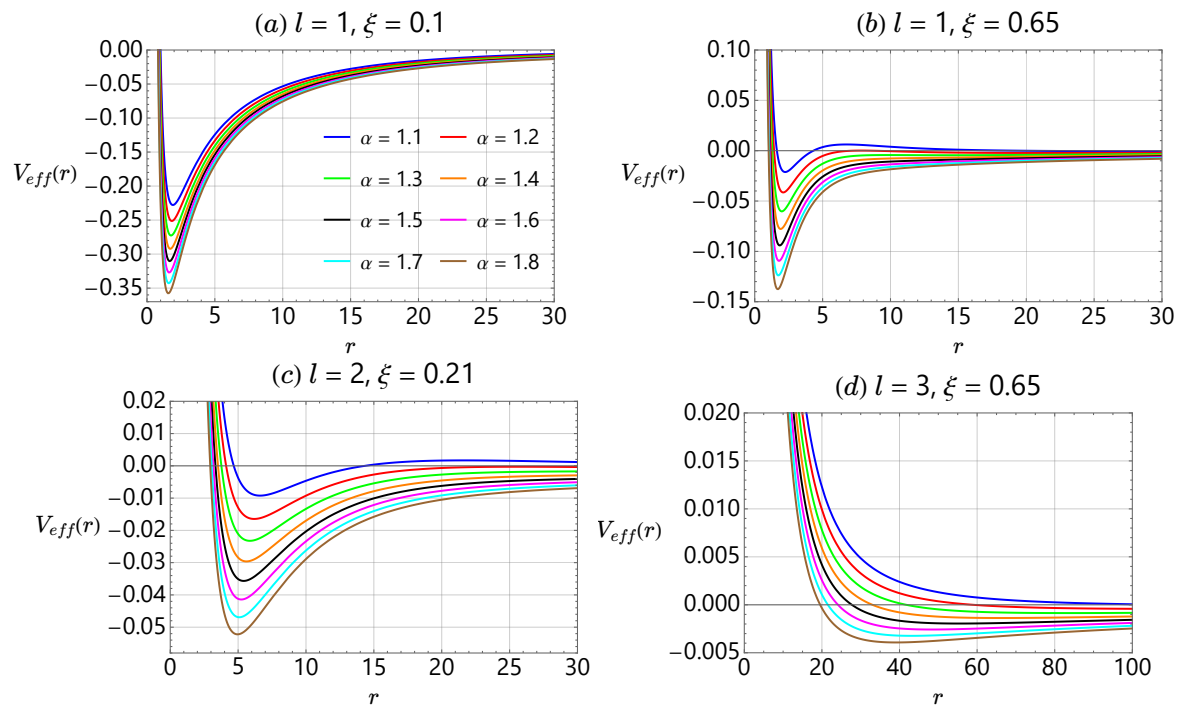 (a) l = 1, ξ = 0.1
0.00
−0.05
−0.10
−0.15
−0.20
−0.25
−0.30
−0.35
V_eff(r)
α = 1.1 α = 1.2
α = 1.3 α = 1.4
α = 1.5 α = 1.6
α = 1.7 α = 1.8
0 5 10 15 20 25 30
r
(b) l = 1, ξ = 0.65
0.10
0.05
0.00
−0.05
−0.10
−0.15
V_eff(r)
0 5 10 15 20 25 30
r
(c) l = 2, ξ = 0.21
0.02
0.01
0.00
−0.01
−0.02
−0.03
−0.04
−0.05
V_eff(r)
0 5 10 15 20 25 30
r
(d) l = 3, ξ = 0.65
0.020
0.015
0.010
0.005
0.000
−0.005
V_eff(r)
0 20 40 60 80 100
r